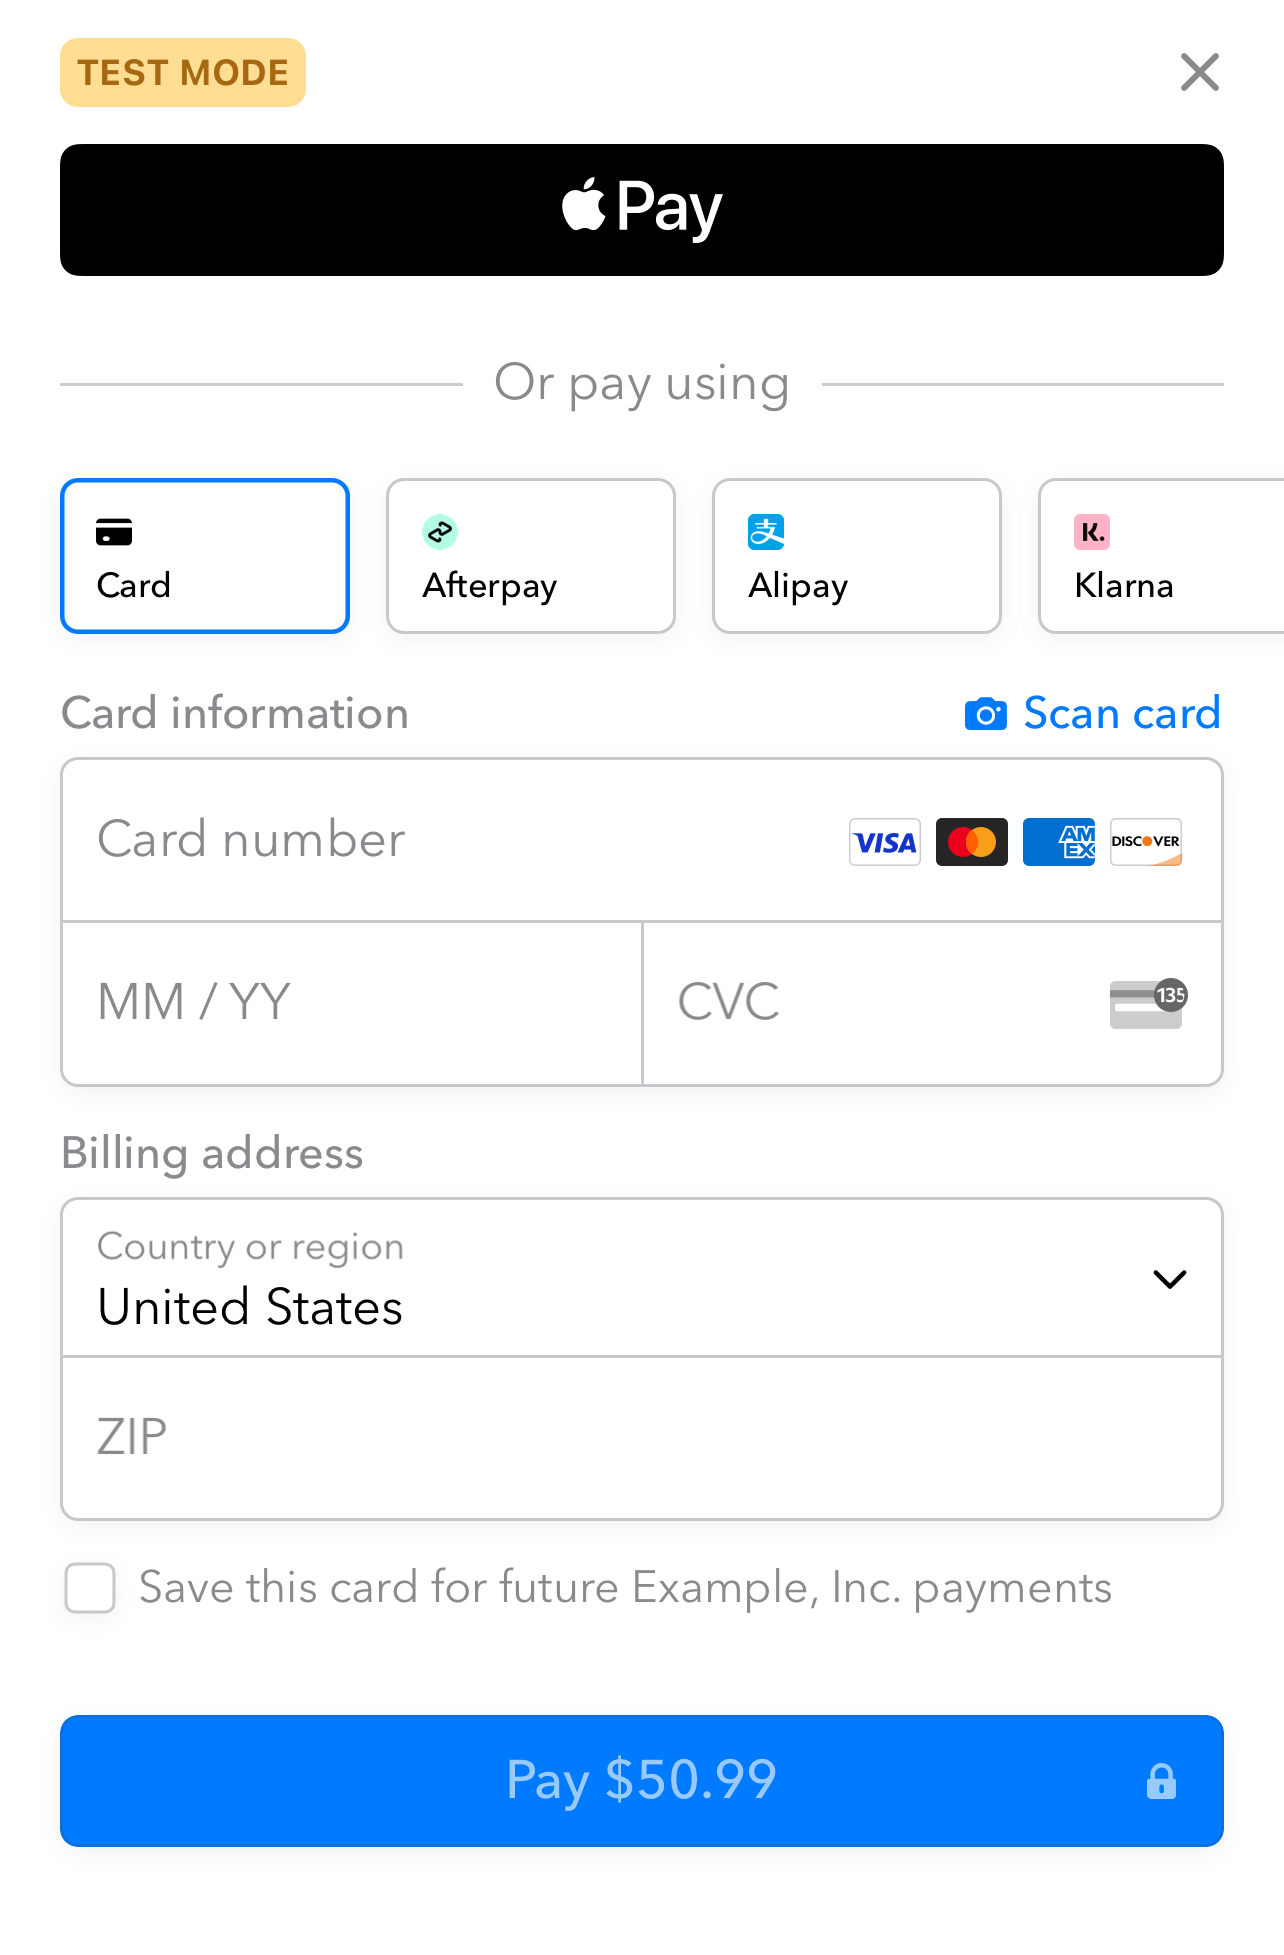 TEST MODE
Pay
Or pay using
Card
Afterpay
支
Alipay
K.
Klarna
Card information
Scan card
Card number
VISA
AM
EX
DISCOVER
MM / YY
CVC
135
Billing address
Country or region
United States
ZIP
Save this card for future Example, Inc. payments
Pay $50.99